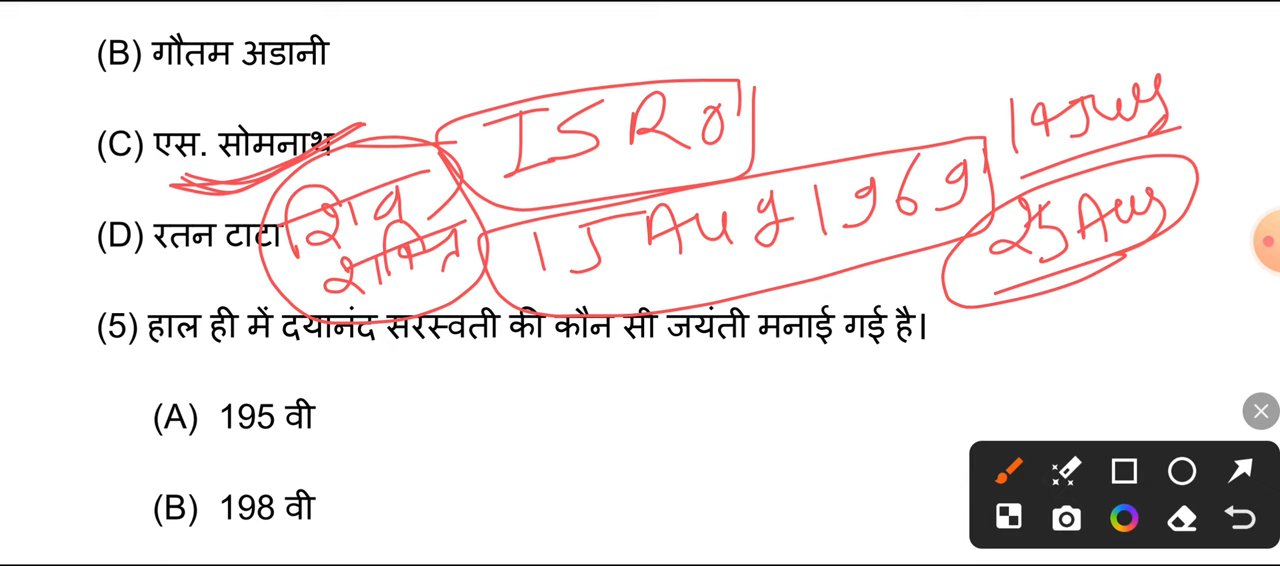 (B) गौतम अडानी
(C) एस. सोमनाथ
ISRO
14 July
(D) रतन टाटा
शिव
शक्ति
15 Aug 1969
23 Aug
(5) हाल ही में दयानंद सरस्वती की कौन सी जयंती मनाई गई है।
(A) 195 वी
(B) 198 वी